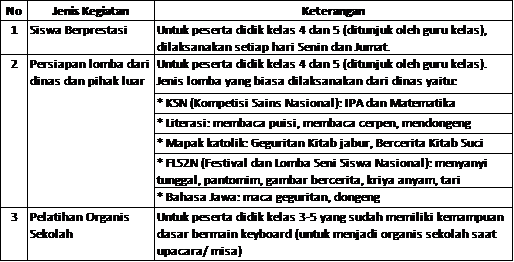 No Jenis Kegiatan Keterangan
1 Siswa Berprestasi Untuk peserta didik kelas 4 dan 5 (ditunjuk oleh guru kelas),
dilaksanakan setiap hari Senin dan Jumat.
2 Persiapan lomba dari Untuk peserta didik kelas 4 dan 5 (ditunjuk oleh guru kelas).
dinas dan pihak luar Jenis lomba yang biasa dilaksanakan dari dinas yaitu:
* KSN (Kompetisi Sains Nasional): IPA dan Matematika
* Literasi: membaca puisi, membaca cerpen, mendongeng
* Mapak katolik: Geguritan Kitab jabur, Bercerita Kitab Suci
* FLS2N (Festival dan Lomba Seni Siswa Nasional): menyanyi
tunggal, pantomim, gambar bercerita, kriya anyam, tari
* Bahasa Jawa: maca geguritan, dongeng
3 Pelatihan Organis Untuk peserta didik kelas 3-5 yang sudah memiliki kemampuan
Sekolah dasar bermain keyboard (untuk menjadi organis sekolah saat
upacara/ misa)